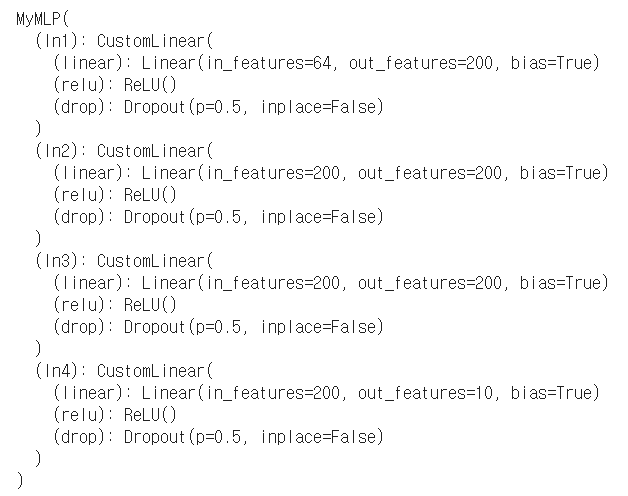 MyMLP(
  (ln1): CustomLinear(
    (linear): Linear(in_features=64, out_features=200, bias=True)
    (relu): ReLU()
    (drop): Dropout(p=0.5, inplace=False)
  )
  (ln2): CustomLinear(
    (linear): Linear(in_features=200, out_features=200, bias=True)
    (relu): ReLU()
    (drop): Dropout(p=0.5, inplace=False)
  )
  (ln3): CustomLinear(
    (linear): Linear(in_features=200, out_features=200, bias=True)
    (relu): ReLU()
    (drop): Dropout(p=0.5, inplace=False)
  )
  (ln4): CustomLinear(
    (linear): Linear(in_features=200, out_features=10, bias=True)
    (relu): ReLU()
    (drop): Dropout(p=0.5, inplace=False)
  )
)